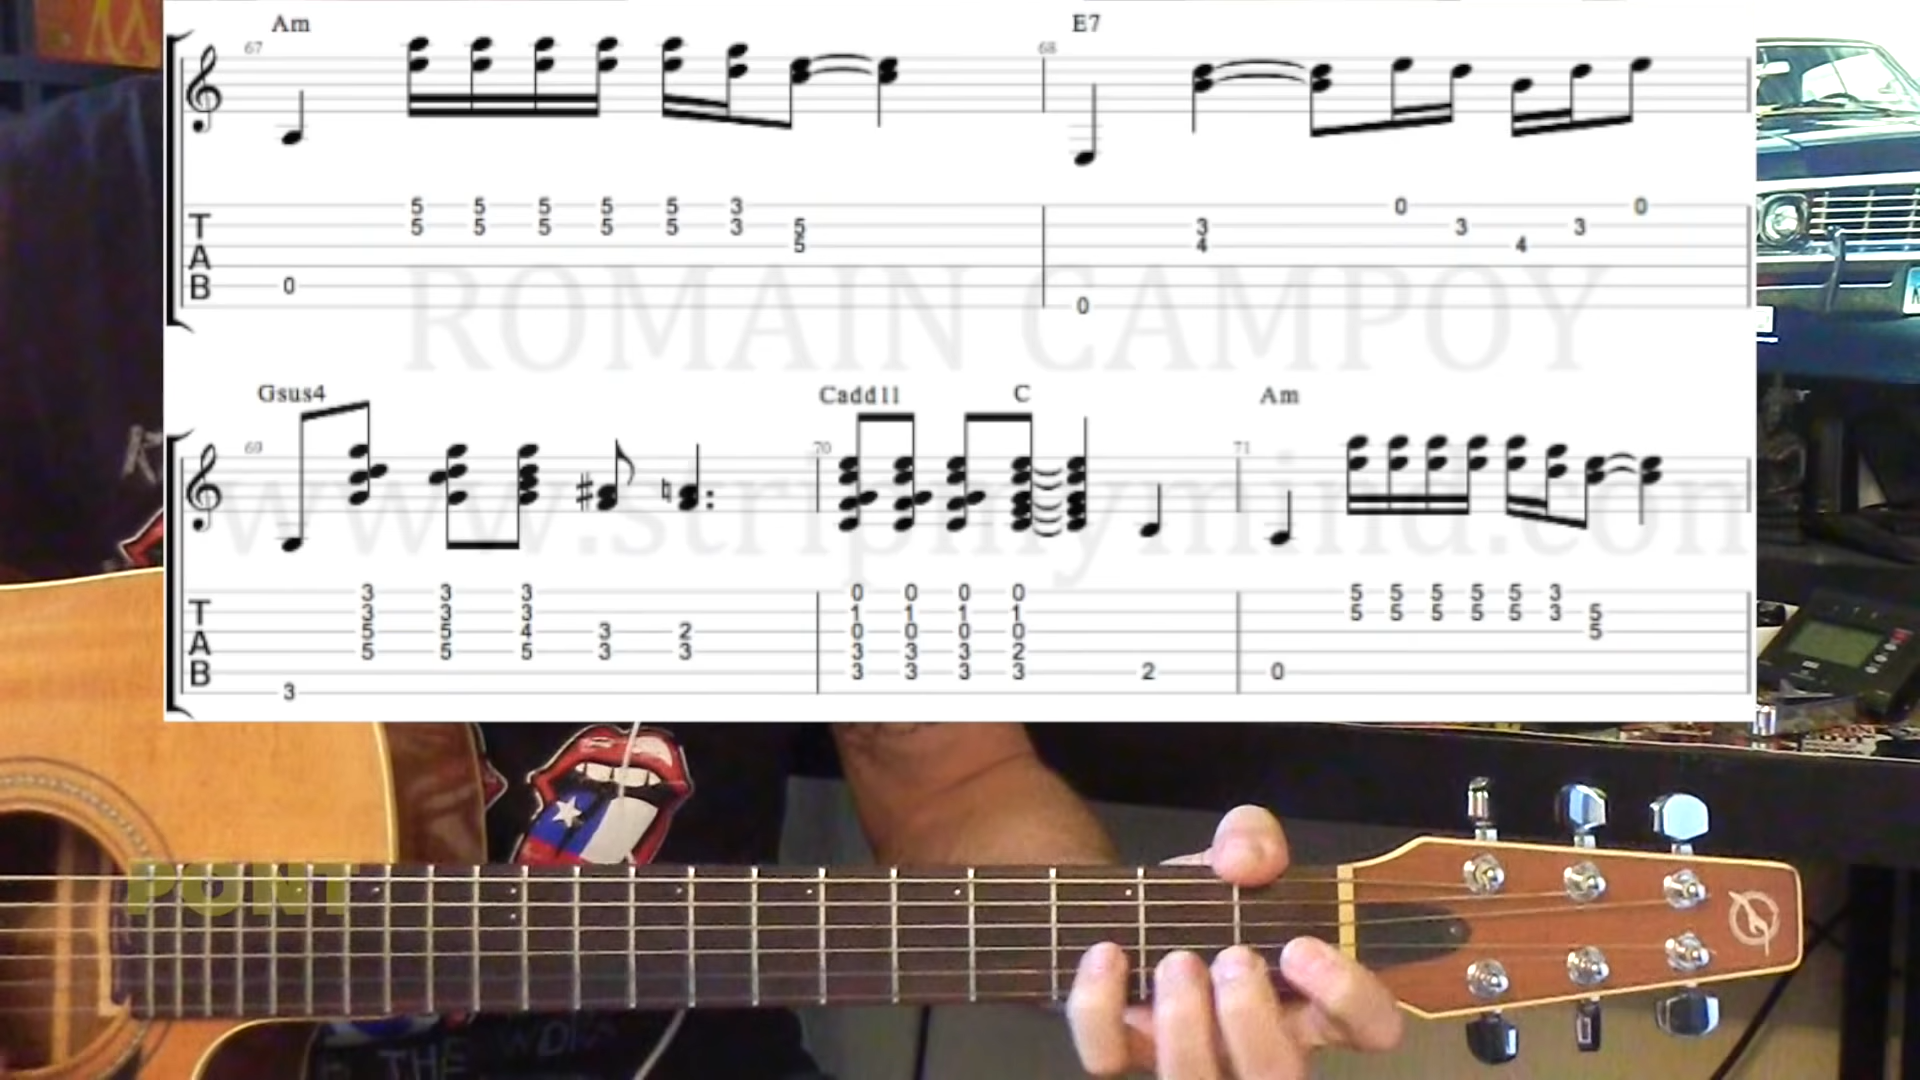 Am E7
67 68
5 5 5 5 5 3 0 0
T 5 5 5 5 5 3 5 3 3 3
A 5 4 4
B 0
0
ROMAIN CAMPOY
Gsus4 Cadd11 C Am
69 70 71
www.stripmymind.com
3 3 3 0 0 0 0 5 5 5 5 5 3
T 3 3 3 1 1 1 1 5 5 5 5 5 3 5
A 5 5 4 3 2 0 0 0 0 5
5 5 5 3 3 3 3 3 2
B 3 3 3 3 2 0
3
PONT
THE